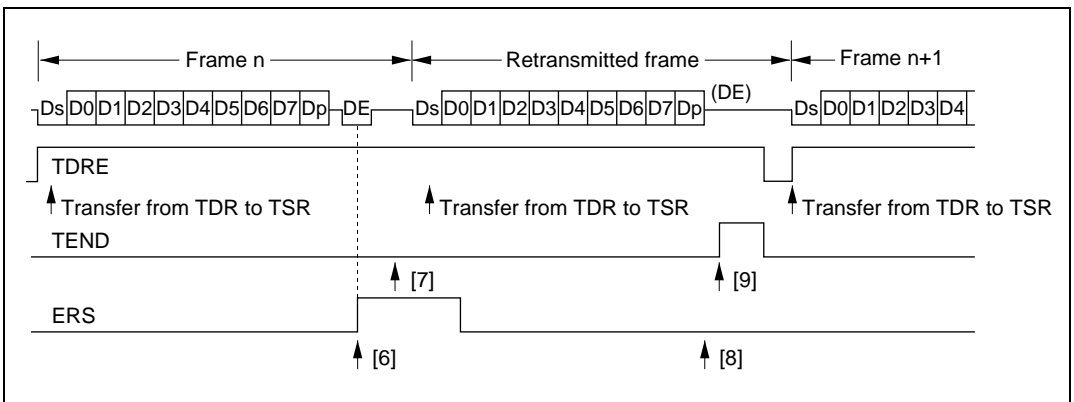 Frame n Retransmitted frame Frame n+1
Ds D0 D1 D2 D3 D4 D5 D6 D7 Dp DE Ds D0 D1 D2 D3 D4 D5 D6 D7 Dp (DE) Ds D0 D1 D2 D3 D4
TDRE
Transfer from TDR to TSR Transfer from TDR to TSR Transfer from TDR to TSR
TEND
[7] [9]
ERS
[6] [8]